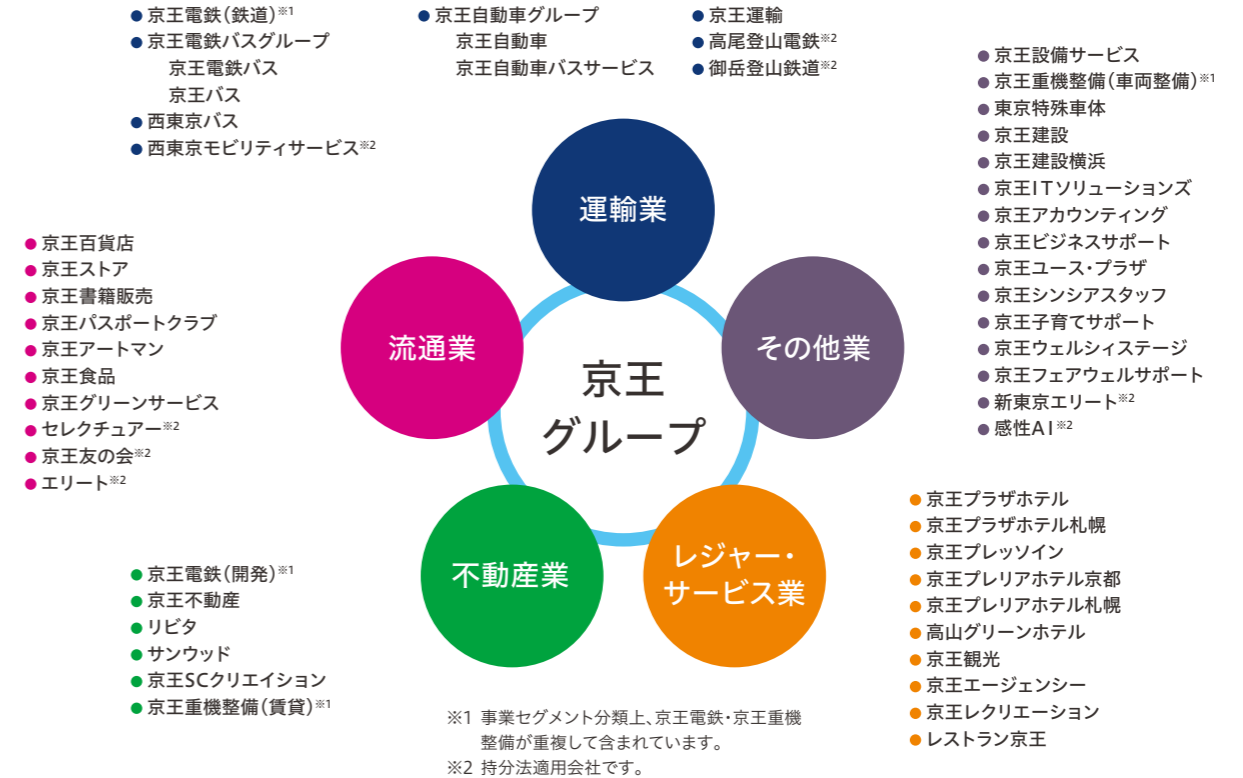 ● 京王電鉄(鉄道)※1
● 京王電鉄バスグループ
京王電鉄バス
京王バス
● 西東京バス
● 西東京モビリティサービス※2
● 京王自動車グループ
京王自動車
京王自動車バスサービス
● 京王運輸
● 高尾登山電鉄※2
● 御岳登山鉄道※2
● 京王設備サービス
● 京王重機整備(車両整備)※1
● 東京特殊車体
● 京王建設
● 京王建設横浜
● 京王ITソリューションズ
● 京王アカウンティング
● 京王ビジネスサポート
● 京王ユース・プラザ
● 京王シンシアスタッフ
● 京王子育てサポート
● 京王ウェルシィステージ
● 京王フェアウェルサポート
● 新東京エリート※2
● 感性AI※2
運輸業
● 京王百貨店
● 京王ストア
● 京王書籍販売
● 京王パスポートクラブ
● 京王アートマン
● 京王食品
● 京王グリーンサービス
● セレクチュアー※2
● 京王友の会※2
● エリート※2
流通業
その他業
京王
グループ
不動産業
レジャー・
サービス業
● 京王電鉄(開発)※1
● 京王不動産
● リビタ
● サンウッド
● 京王SCクリエイション
● 京王重機整備(賃貸)※1
● 京王プラザホテル
● 京王プラザホテル札幌
● 京王プレッソイン
● 京王プレリアホテル京都
● 京王プレリアホテル札幌
● 高山グリーンホテル
● 京王観光
● 京王エージェンシー
● 京王レクリエーション
● レストラン京王
※1 事業セグメント分類上、京王電鉄・京王重機
整備が重複して含まれています。
※2 持分法適用会社です。